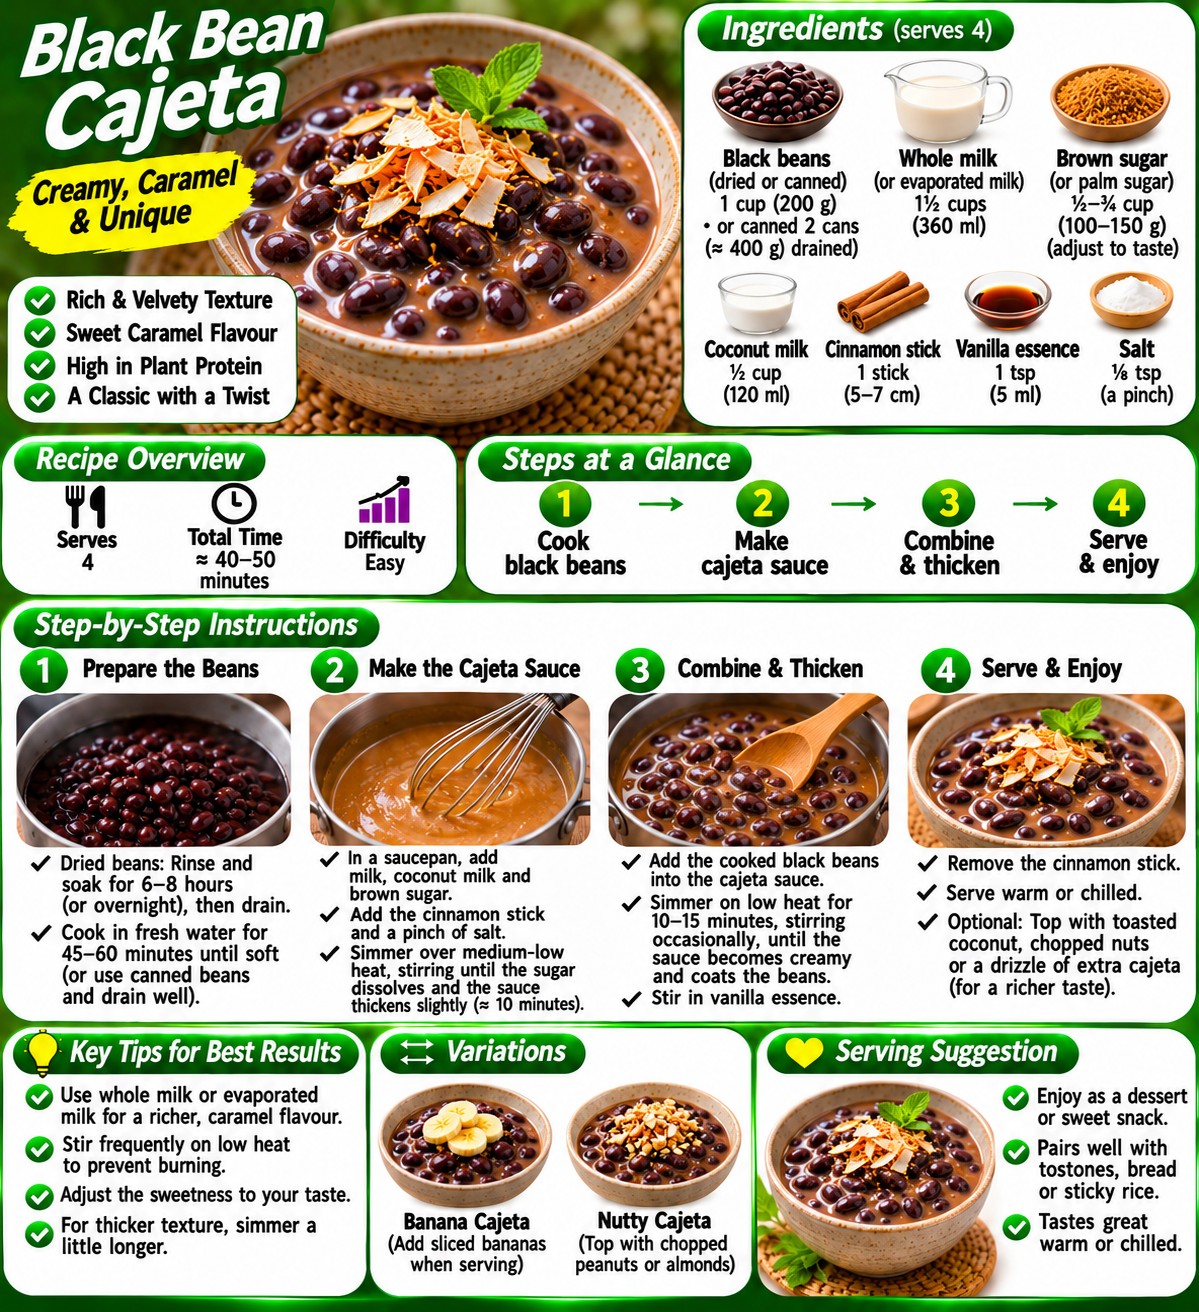 Black Bean
Cajeta
Creamy, Caramel
& Unique
Rich & Velvety Texture
Sweet Caramel Flavour
High in Plant Protein
A Classic with a Twist
Ingredients (serves 4)
Black beans
(dried or canned)
1 cup (200 g)
• or canned 2 cans
(≈ 400 g) drained)
Whole milk
(or evaporated milk)
1½ cups
(360 ml)
Brown sugar
(or palm sugar)
½–¾ cup
(100–150 g)
(adjust to taste)
Coconut milk
½ cup
(120 ml)
Cinnamon stick
1 stick
(5–7 cm)
Vanilla essence
1 tsp
(5 ml)
Salt
⅛ tsp
(a pinch)
Recipe Overview
Serves
4
Total Time
≈ 40–50
minutes
Difficulty
Easy
Steps at a Glance
1
Cook
black beans
2
Make
cajeta sauce
3
Combine
& thicken
4
Serve
& enjoy
Step-by-Step Instructions
1 Prepare the Beans
Dried beans: Rinse and
soak for 6–8 hours
(or overnight), then drain.
Cook in fresh water for
45–60 minutes until soft
(or use canned beans
and drain well).
2 Make the Cajeta Sauce
In a saucepan, add
milk, coconut milk and
brown sugar.
Add the cinnamon stick
and a pinch of salt.
Simmer over medium-low
heat, stirring until the sugar
dissolves and the sauce
thickens slightly (≈ 10 minutes).
3 Combine & Thicken
Add the cooked black beans
into the cajeta sauce.
Simmer on low heat for
10–15 minutes, stirring
occasionally, until the
sauce becomes creamy
and coats the beans.
Stir in vanilla essence.
4 Serve & Enjoy
Remove the cinnamon stick.
Serve warm or chilled.
Optional: Top with toasted
coconut, chopped nuts
or a drizzle of extra cajeta
(for a richer taste).
Key Tips for Best Results
Use whole milk or evaporated
milk for a richer, caramel flavour.
Stir frequently on low heat
to prevent burning.
Adjust the sweetness to your taste.
For thicker texture, simmer a
little longer.
Variations
Banana Cajeta
(Add sliced bananas
when serving)
Nutty Cajeta
(Top with chopped
peanuts or almonds)
Serving Suggestion
Enjoy as a dessert
or sweet snack.
Pairs well with
tostones, bread
or sticky rice.
Tastes great
warm or chilled.